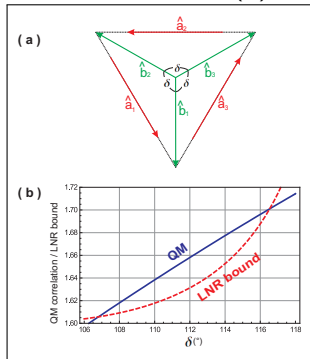 ( a )
â₂
δ
b̂₂
b̂₃
δ
δ
â₁
b̂₁
â₃
( b )
1.72
1.70
1.68
1.66
1.64
1.62
1.60
QM correlation / LNR bound
QM
LNR bound
106
108
110
112
114
116
118
δ(°)